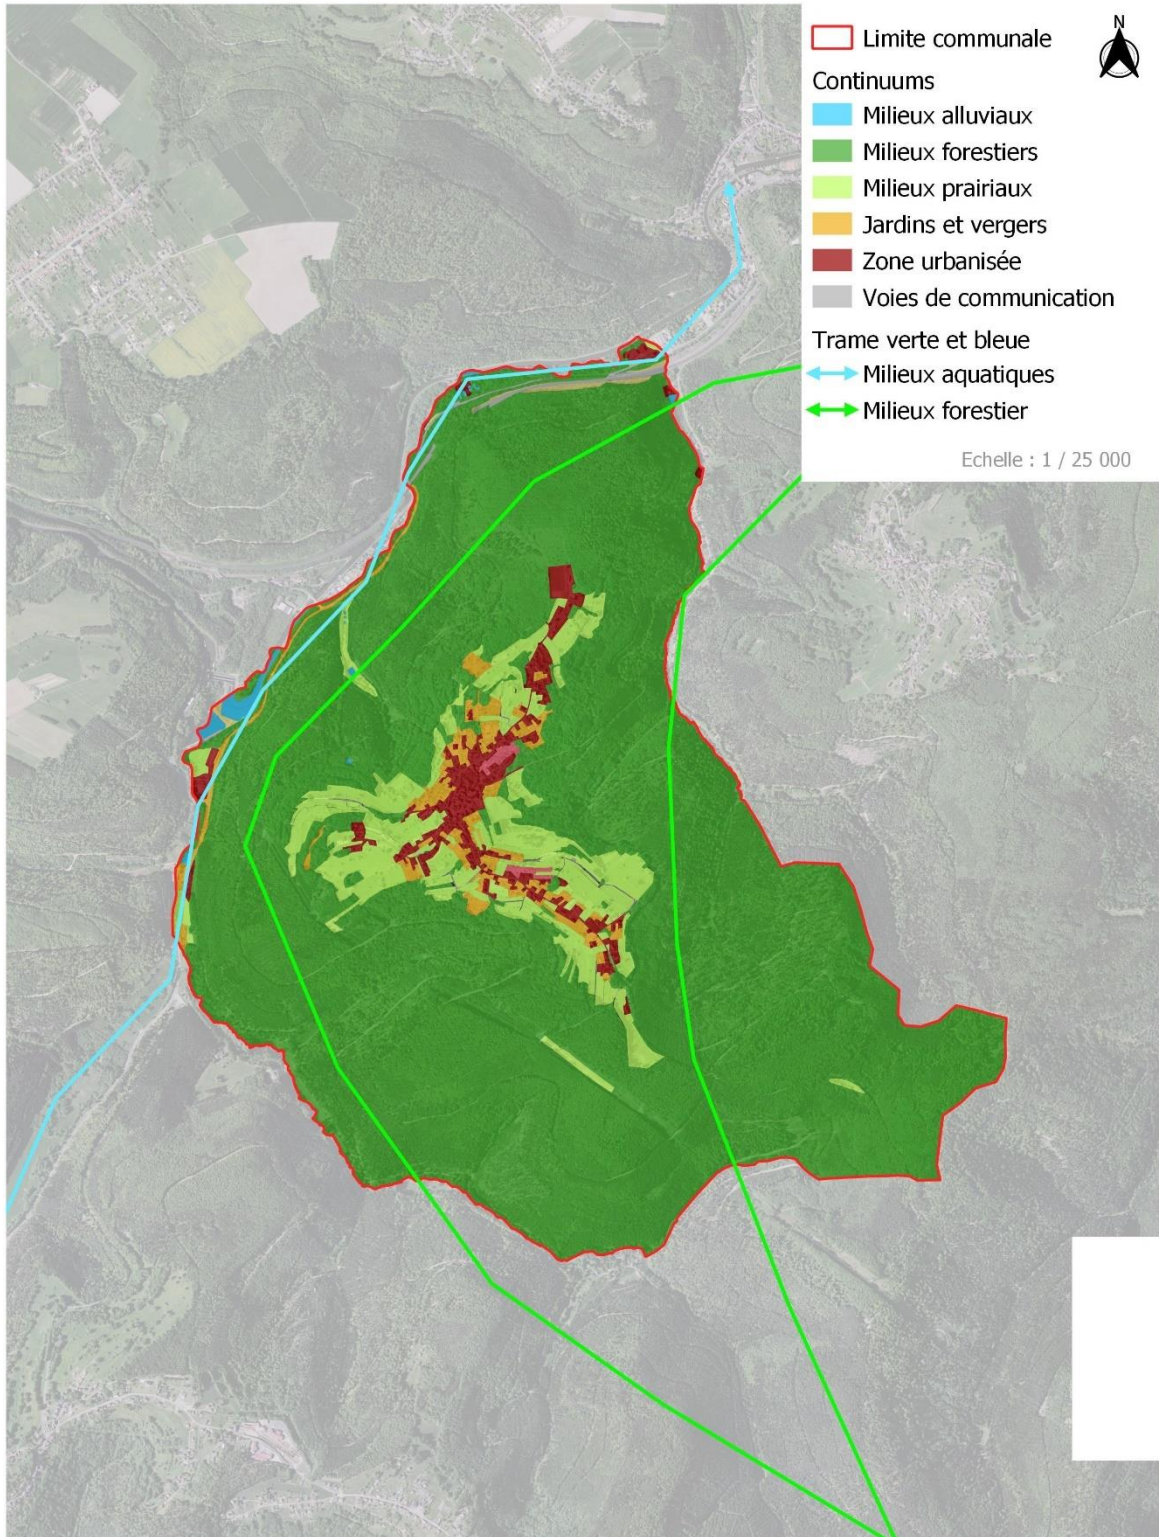 N
Limite communale
Continuums
Milieux alluviaux
Milieux forestiers
Milieux prairiaux
Jardins et vergers
Zone urbanisée
Voies de communication
Trame verte et bleue
Milieux aquatiques
Milieux forestier
Echelle : 1 / 25 000